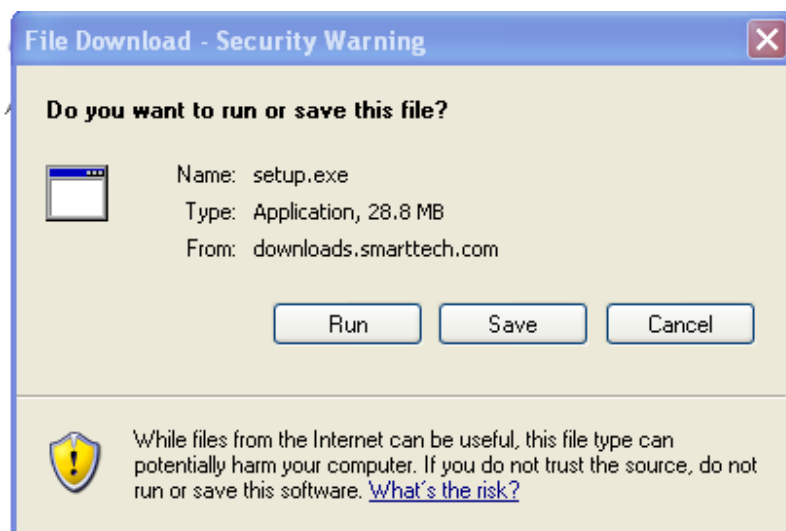 File Download - Security Warning
Do you want to run or save this file?
Name: setup.exe
Type: Application, 28.8 MB
From: downloads.smarttech.com
Run Save Cancel
While files from the Internet can be useful, this file type can
potentially harm your computer. If you do not trust the source, do not
run or save this software. What's the risk?